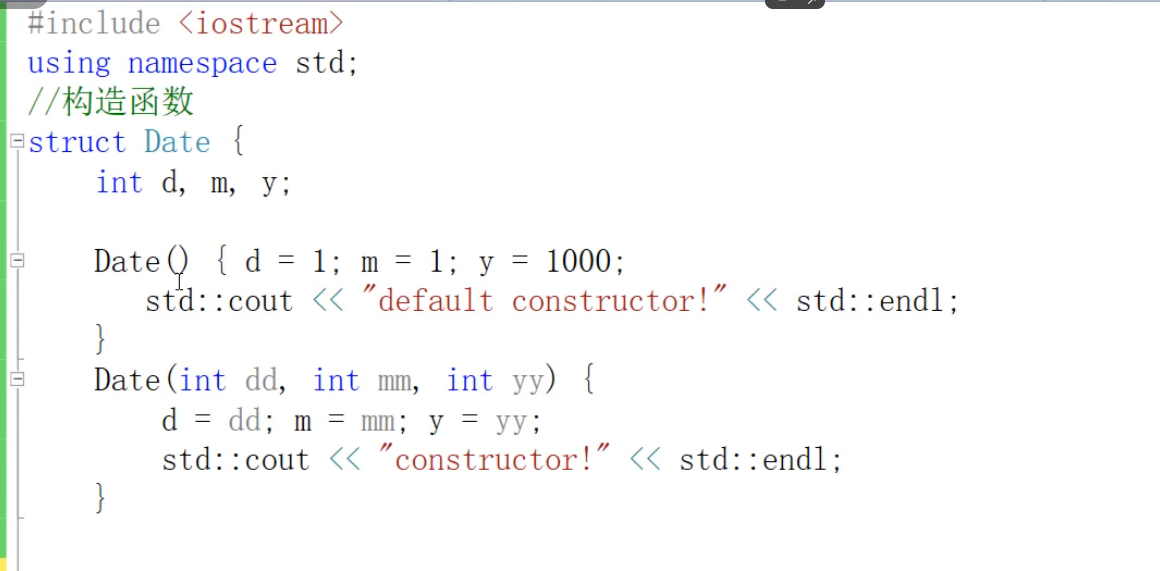 #include <iostream>
using namespace std;
//构造函数
struct Date {
int d, m, y;
Date() { d = 1; m = 1; y = 1000;
std::cout << "default constructor!" << std::endl;
}
Date(int dd, int mm, int yy) {
d = dd; m = mm; y = yy;
std::cout << "constructor!" << std::endl;
}